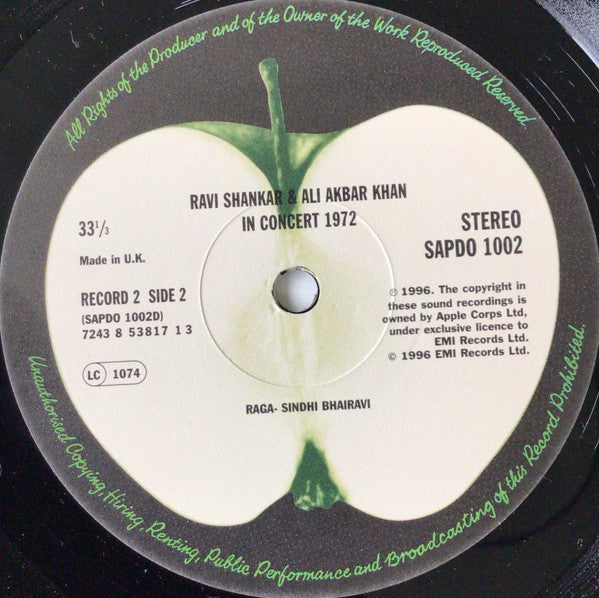 All Rights of the Producer and of the Owner of the Work Reproduced Reserved.
RAVI SHANKAR & ALI AKBAR KHAN
IN CONCERT 1972
33⅓
Made in U.K.
STEREO
SAPDO 1002
RECORD 2 SIDE 2
(SAPDO 1002D)
7243 8 53817 1 3
LC 1074
℗ 1996. The copyright in
these sound recordings is
owned by Apple Corps Ltd,
under exclusive licence to
EMI Records Ltd.
© 1996 EMI Records Ltd.
RAGA- SINDHI BHAIRAVI
Unauthorised Copying, Hiring, Renting, Public Performance and Broadcasting of this Record Prohibited.